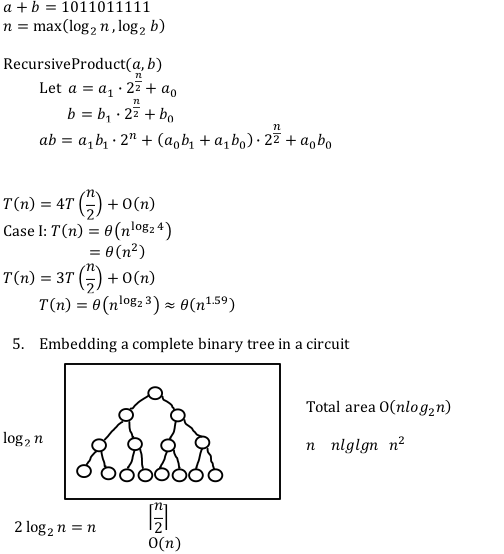 a + b = 1011011111
n = max(log₂ n, log₂ b)
RecursiveProduct(a, b)
Let a = a₁ · 2^(n/2) + a₀
b = b₁ · 2^(n/2) + b₀
ab = a₁b₁ · 2ⁿ + (a₀b₁ + a₁b₀) · 2^(n/2) + a₀b₀
T(n) = 4T(n/2) + O(n)
Case I: T(n) = θ(n^(log₂ 4))
= θ(n²)
T(n) = 3T(n/2) + O(n)
T(n) = θ(n^(log₂ 3)) ≈ θ(n^1.59)
5. Embedding a complete binary tree in a circuit
Total area O(nlog₂n)
log₂ n
n nlglgn n²
2 log₂ n = n
⌈n/2⌉
O(n)